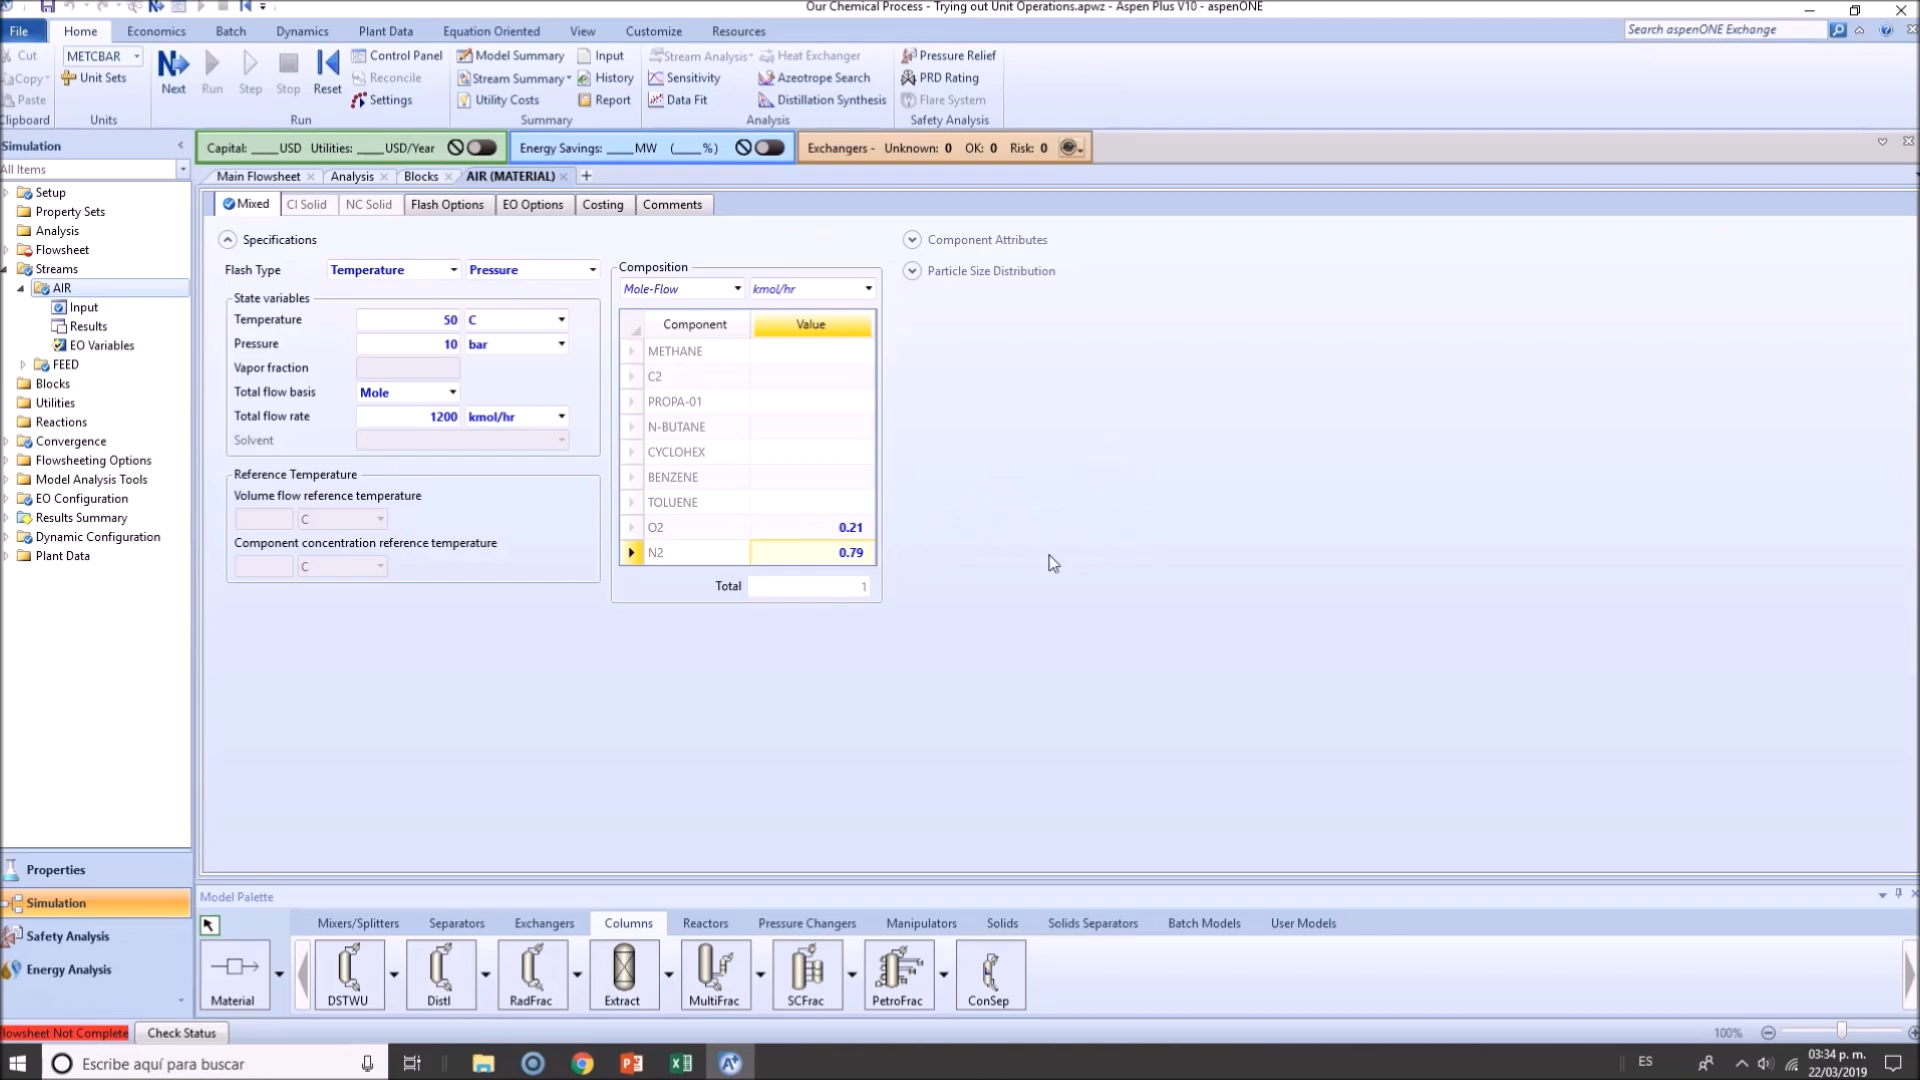 Our Chemical Process - Trying out Unit Operations.apwz - Aspen Plus V10 - aspenONE
File Home Economics Batch Dynamics Plant Data Equation Oriented View Customize Resources
Search aspenONE Exchange
Cut METCBAR Control Panel Model Summary Input Stream Analysis Heat Exchanger Pressure Relief
Copy Unit Sets Next Run Step Stop Reset Reconcile Stream Summary History Sensitivity Azeotrope Search PRD Rating
Paste Settings Utility Costs Report Data Fit Distillation Synthesis Flare System
Clipboard Units Run Summary Analysis Safety Analysis
Simulation
Capital: ____USD Utilities: ____USD/Year Energy Savings: ____MW (____%) Exchangers - Unknown: 0 OK: 0 Risk: 0
All Items
Main Flowsheet Analysis Blocks AIR (MATERIAL) +
Setup
Property Sets
Analysis
Flowsheet
Streams
AIR
Input
Results
EO Variables
FEED
Blocks
Utilities
Reactions
Convergence
Flowsheeting Options
Model Analysis Tools
EO Configuration
Results Summary
Dynamic Configuration
Plant Data
Mixed CI Solid NC Solid Flash Options EO Options Costing Comments
Specifications
Flash Type Temperature Pressure
State variables
Temperature 50 C
Pressure 10 bar
Vapor fraction
Total flow basis Mole
Total flow rate 1200 kmol/hr
Solvent
Reference Temperature
Volume flow reference temperature
C
Component concentration reference temperature
C
Composition
Mole-Flow kmol/hr
Component Value
METHANE
C2
PROPA-01
N-BUTANE
CYCLOHEX
BENZENE
TOLUENE
O2 0.21
N2 0.79
Total 1
Component Attributes
Particle Size Distribution
Properties
Simulation
Safety Analysis
Energy Analysis
Model Palette
Mixers/Splitters Separators Exchangers Columns Reactors Pressure Changers Manipulators Solids Solids Separators Batch Models User Models
Material DSTWU Distl RadFrac Extract MultiFrac SCFrac PetroFrac ConSep
Flowsheet Not Complete Check Status 100%
Escribe aquí para buscar
ES
03:34 p. m.
22/03/2019